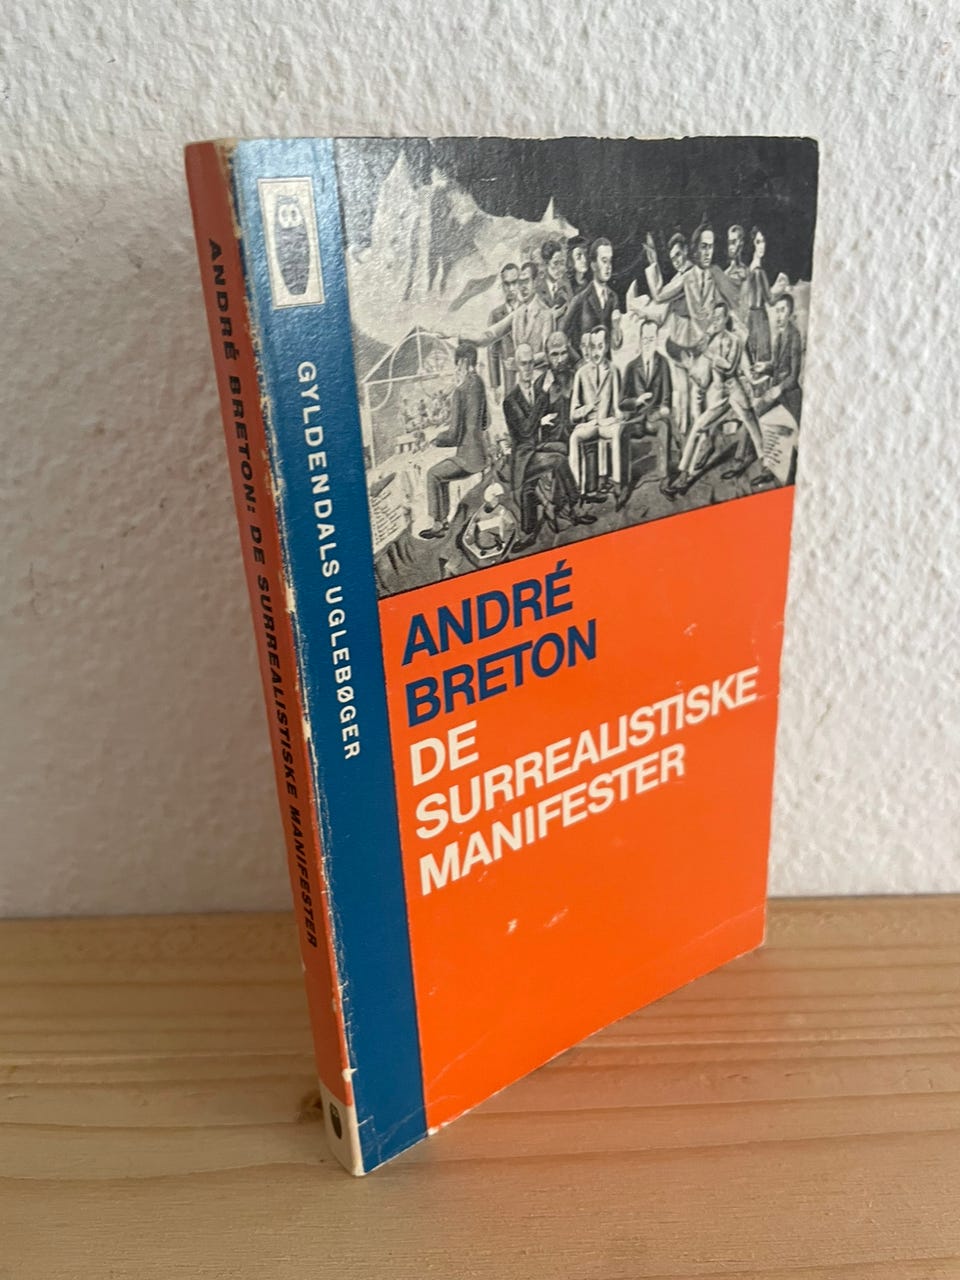 ANDRÉ BRETON: DE SURREALISTISKE MANIFESTER
GYLDENDALS UGLEBØGER
ANDRÉ
BRETON
DE
SURREALISTISKE
MANIFESTER